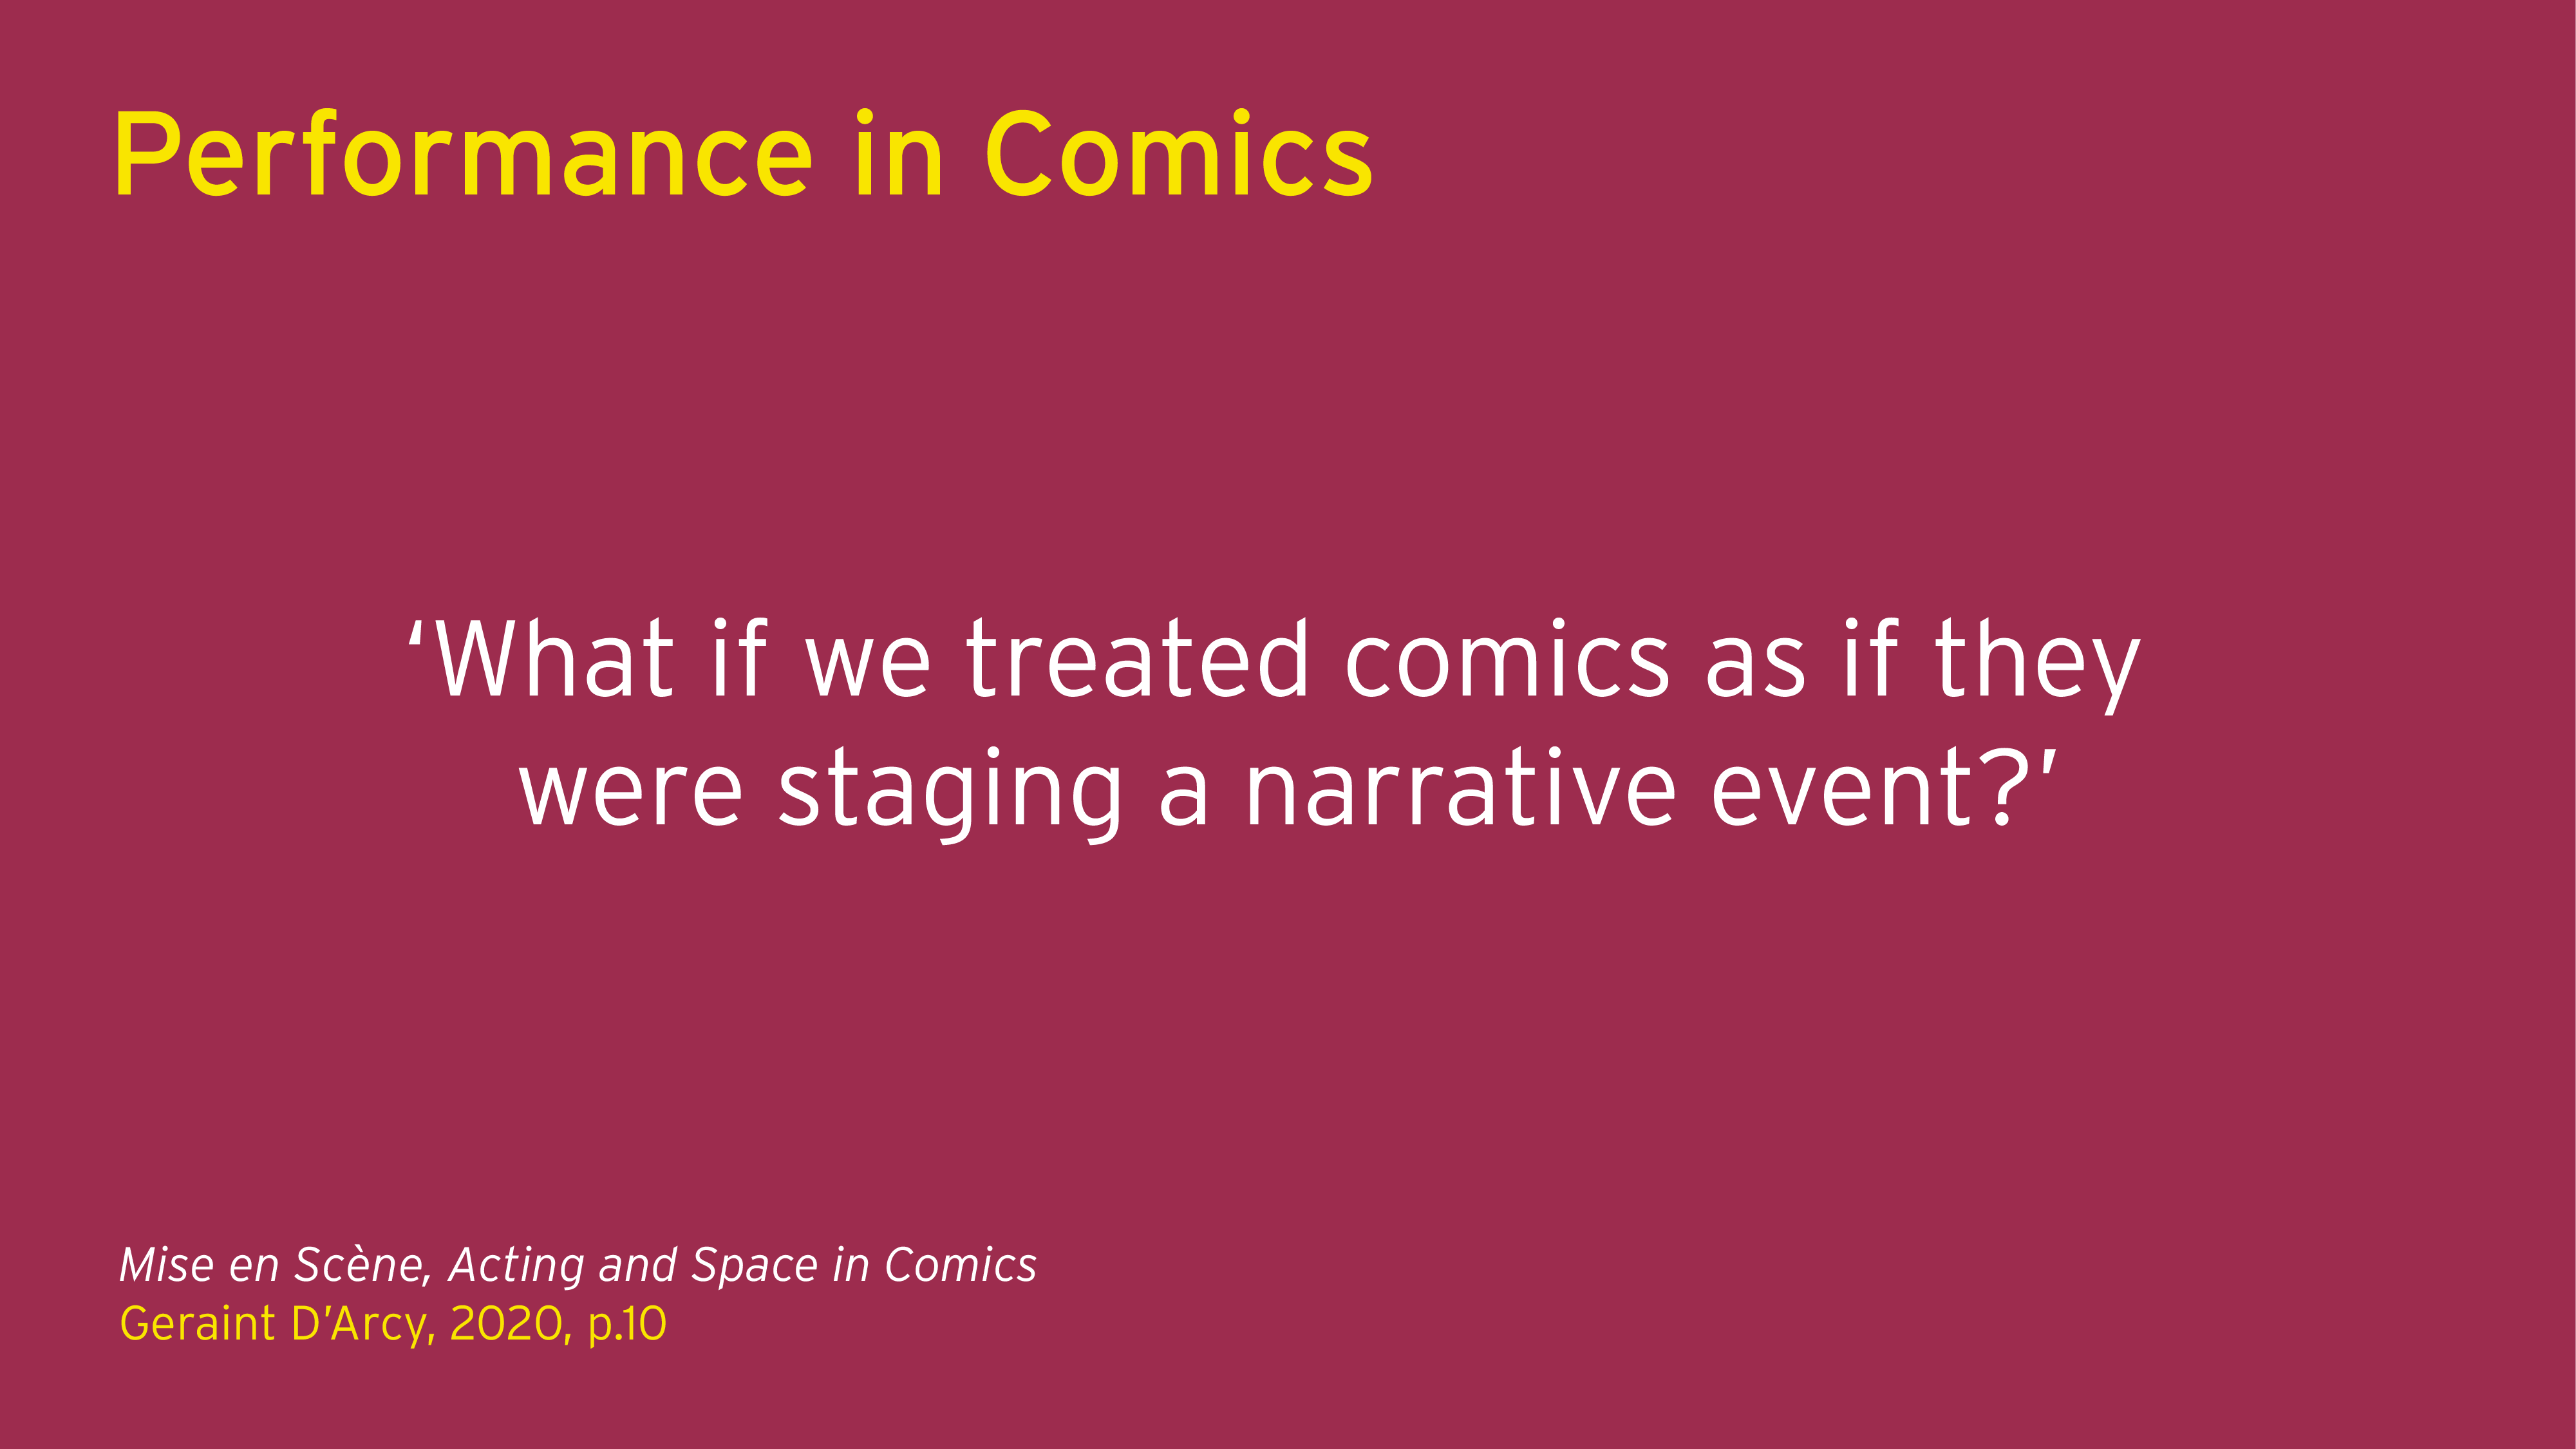 Performance in Comics
‘What if we treated comics as if they
were staging a narrative event?’
Mise en Scène, Acting and Space in Comics
Geraint D’Arcy, 2020, p.10